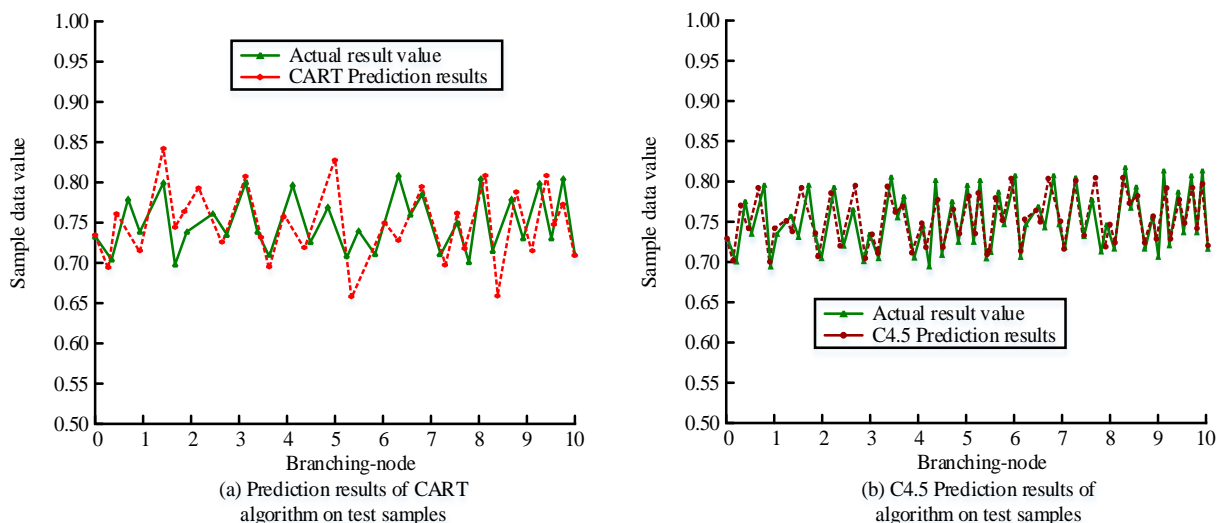 1.00
0.95
0.90
0.85
0.80
0.75
0.70
0.65
0.60
0.55
0.50
Sample data value
Actual result value
CART Prediction results
0 1 2 3 4 5 6 7 8 9 10
Branching-node
(a) Prediction results of CART
algorithm on test samples
1.00
0.95
0.90
0.85
0.80
0.75
0.70
0.65
0.60
0.55
0.50
Sample data value
Actual result value
C4.5 Prediction results
0 1 2 3 4 5 6 7 8 9 10
Branching-node
(b) C4.5 Prediction results of
algorithm on test samples